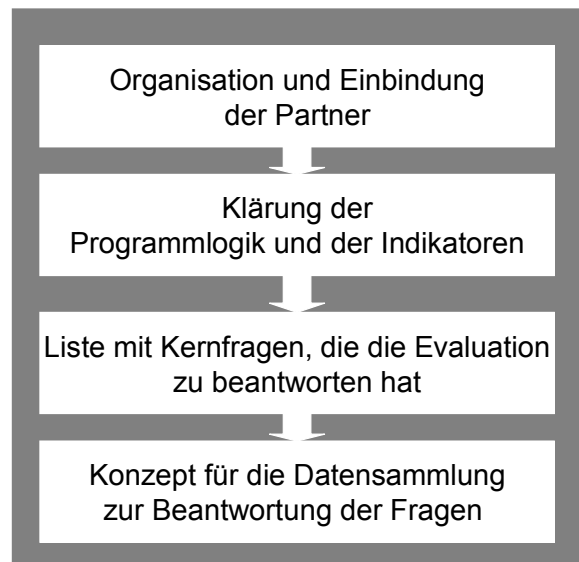 Organisation und Einbindung
der Partner
Klärung der
Programmlogik und der Indikatoren
Liste mit Kernfragen, die die Evaluation
zu beantworten hat
Konzept für die Datensammlung
zur Beantwortung der Fragen